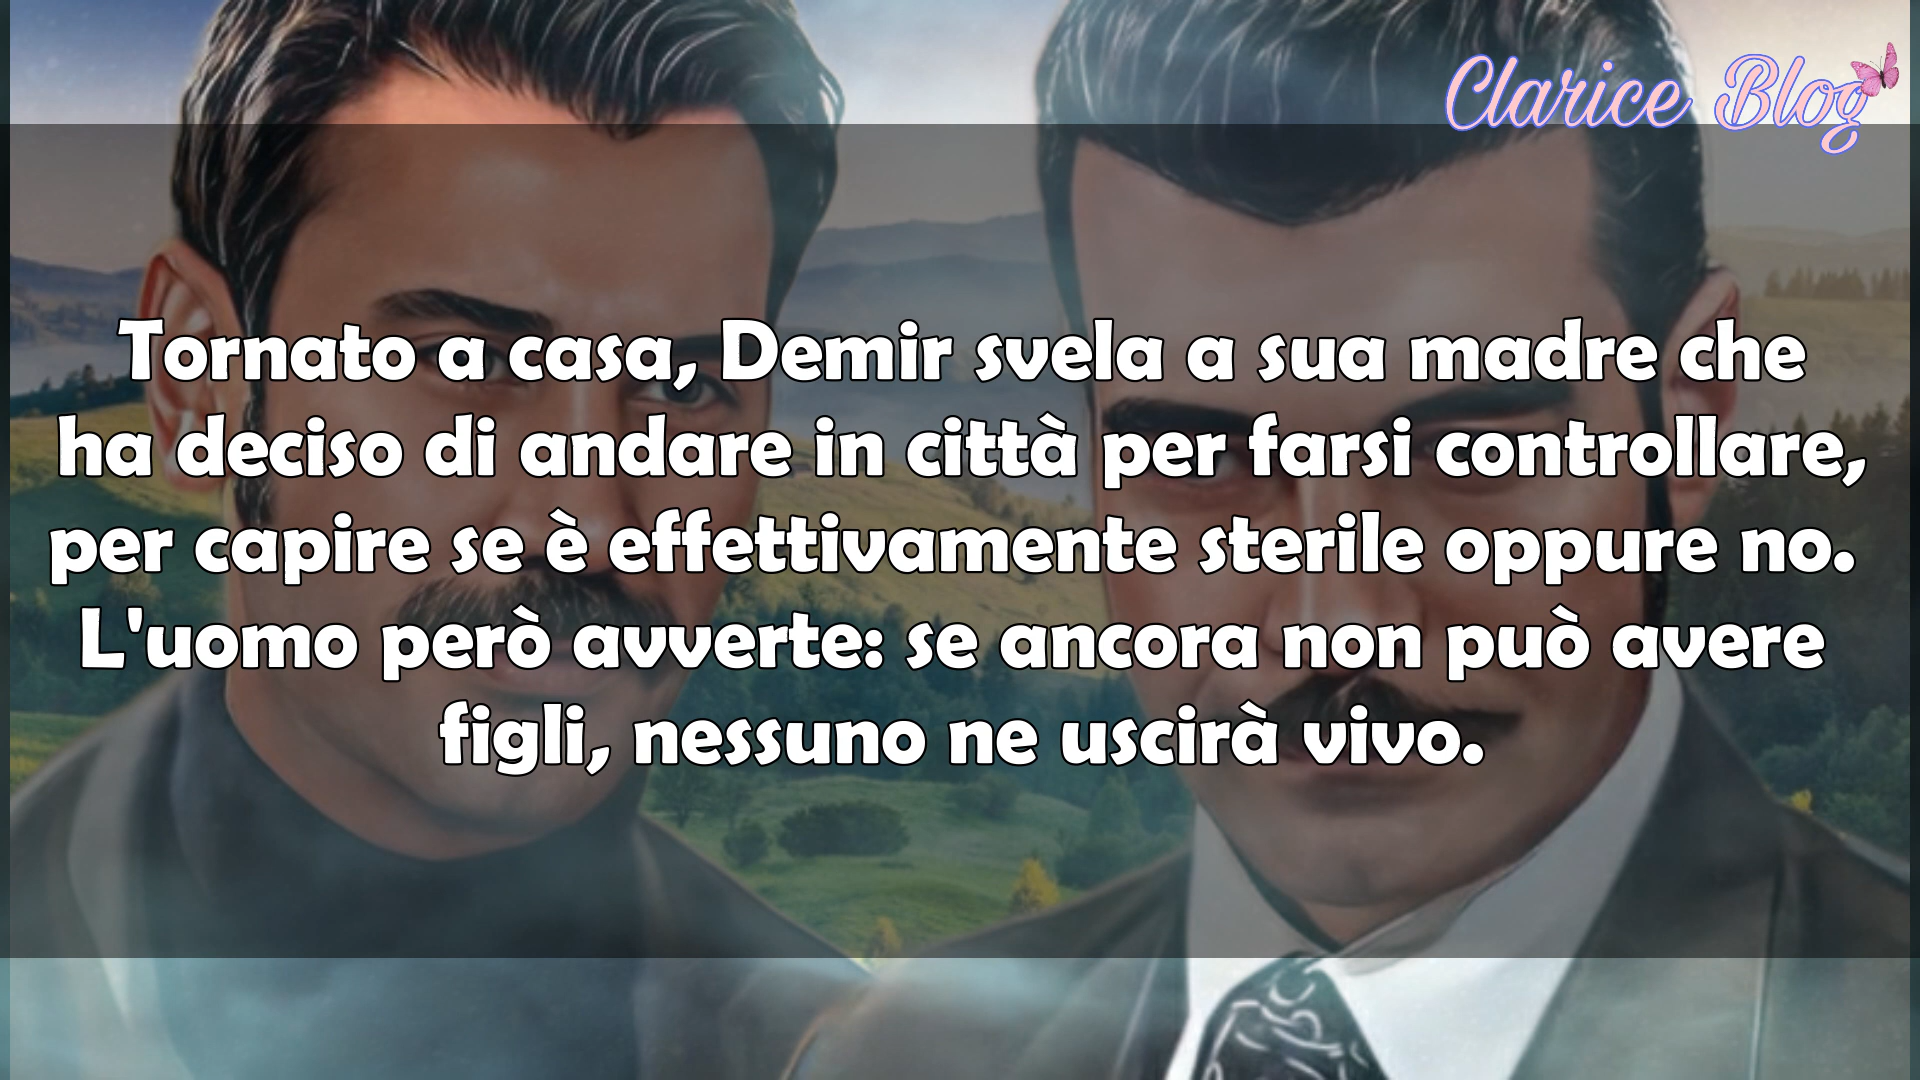 Clarice Blog
Tornato a casa, Demir svela a sua madre che
ha deciso di andare in città per farsi controllare,
per capire se è effettivamente sterile oppure no.
L'uomo però avverte: se ancora non può avere
figli, nessuno ne uscirà vivo.